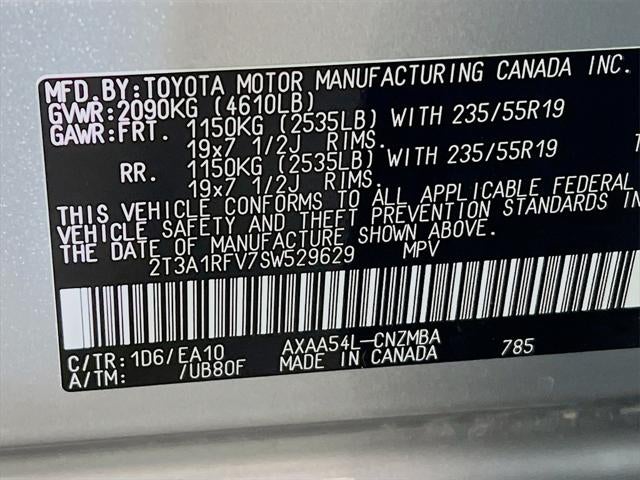 MFD.BY:TOYOTA MOTOR MANUFACTURING CANADA INC.
GVWR:2090KG (4610LB)
GAWR:FRT. 1150KG (2535LB) WITH 235/55R19
19x7 1/2J RIMS.
RR. 1150KG (2535LB) WITH 235/55R19
19x7 1/2J RIMS.
THIS VEHICLE CONFORMS TO ALL APPLICABLE FEDERAL
VEHICLE SAFETY AND THEFT PREVENTION STANDARDS IN
THE DATE OF MANUFACTURE SHOWN ABOVE.
2T3A1RFV7SW529629 MPV
C/TR: 1D6/EA10 AXAA54L-CNZMBA 785
A/TM: /UB80F MADE IN CANADA